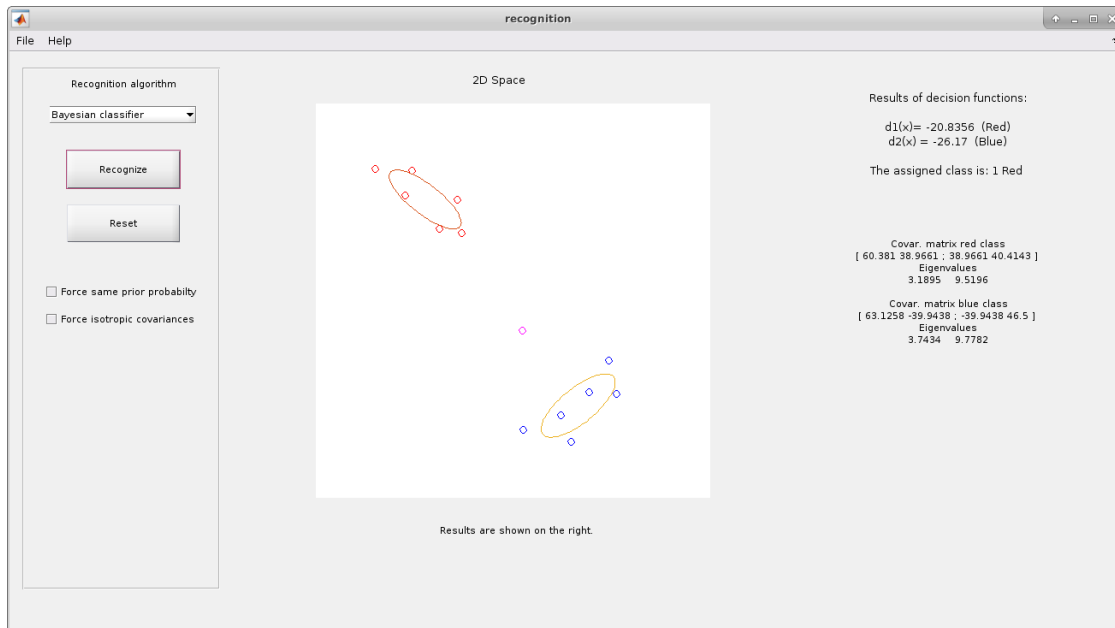 recognition
File Help
Recognition algorithm
Bayesian classifier
Recognize
Reset
Force same prior probabilty
Force isotropic covariances
2D Space
Results are shown on the right.
Results of decision functions:
d1(x)= -20.8356 (Red)
d2(x) = -26.17 (Blue)
The assigned class is: 1 Red
Covar. matrix red class
[ 60.381 38.9661 ; 38.9661 40.4143 ]
Eigenvalues
3.1895 9.5196
Covar. matrix blue class
[ 63.1258 -39.9438 ; -39.9438 46.5 ]
Eigenvalues
3.7434 9.7782